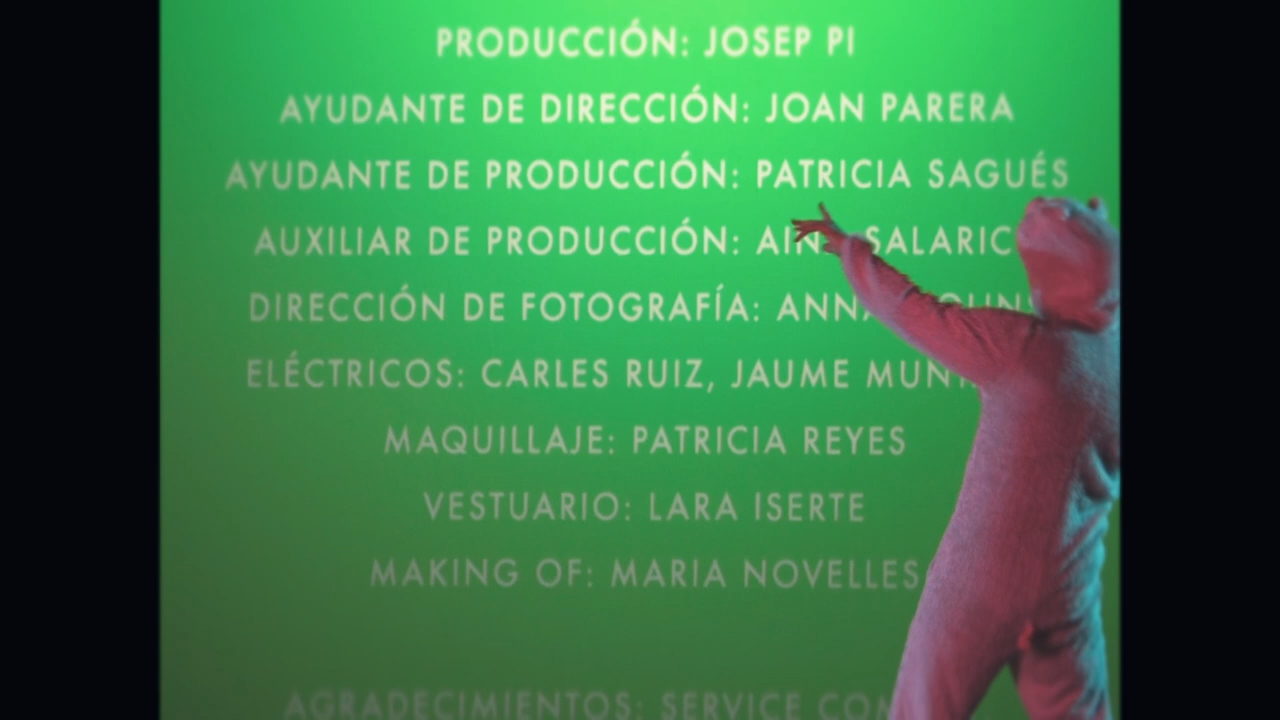 PRODUCCIÓN: JOSEP PI
AYUDANTE DE DIRECCIÓN: JOAN PARERA
AYUDANTE DE PRODUCCIÓN: PATRICIA SAGUÉS
AUXILIAR DE PRODUCCIÓN:
DIRECCIÓN DE FOTOGRAFÍA:
ELÉCTRICOS: CARLES RUIZ, JAUME
MAQUILLAJE: PATRICIA REYES
VESTUARIO: LARA ISERTE
MAKING OF: MARIA NOVELLES
AGRADECIMIENTOS: SERVICE